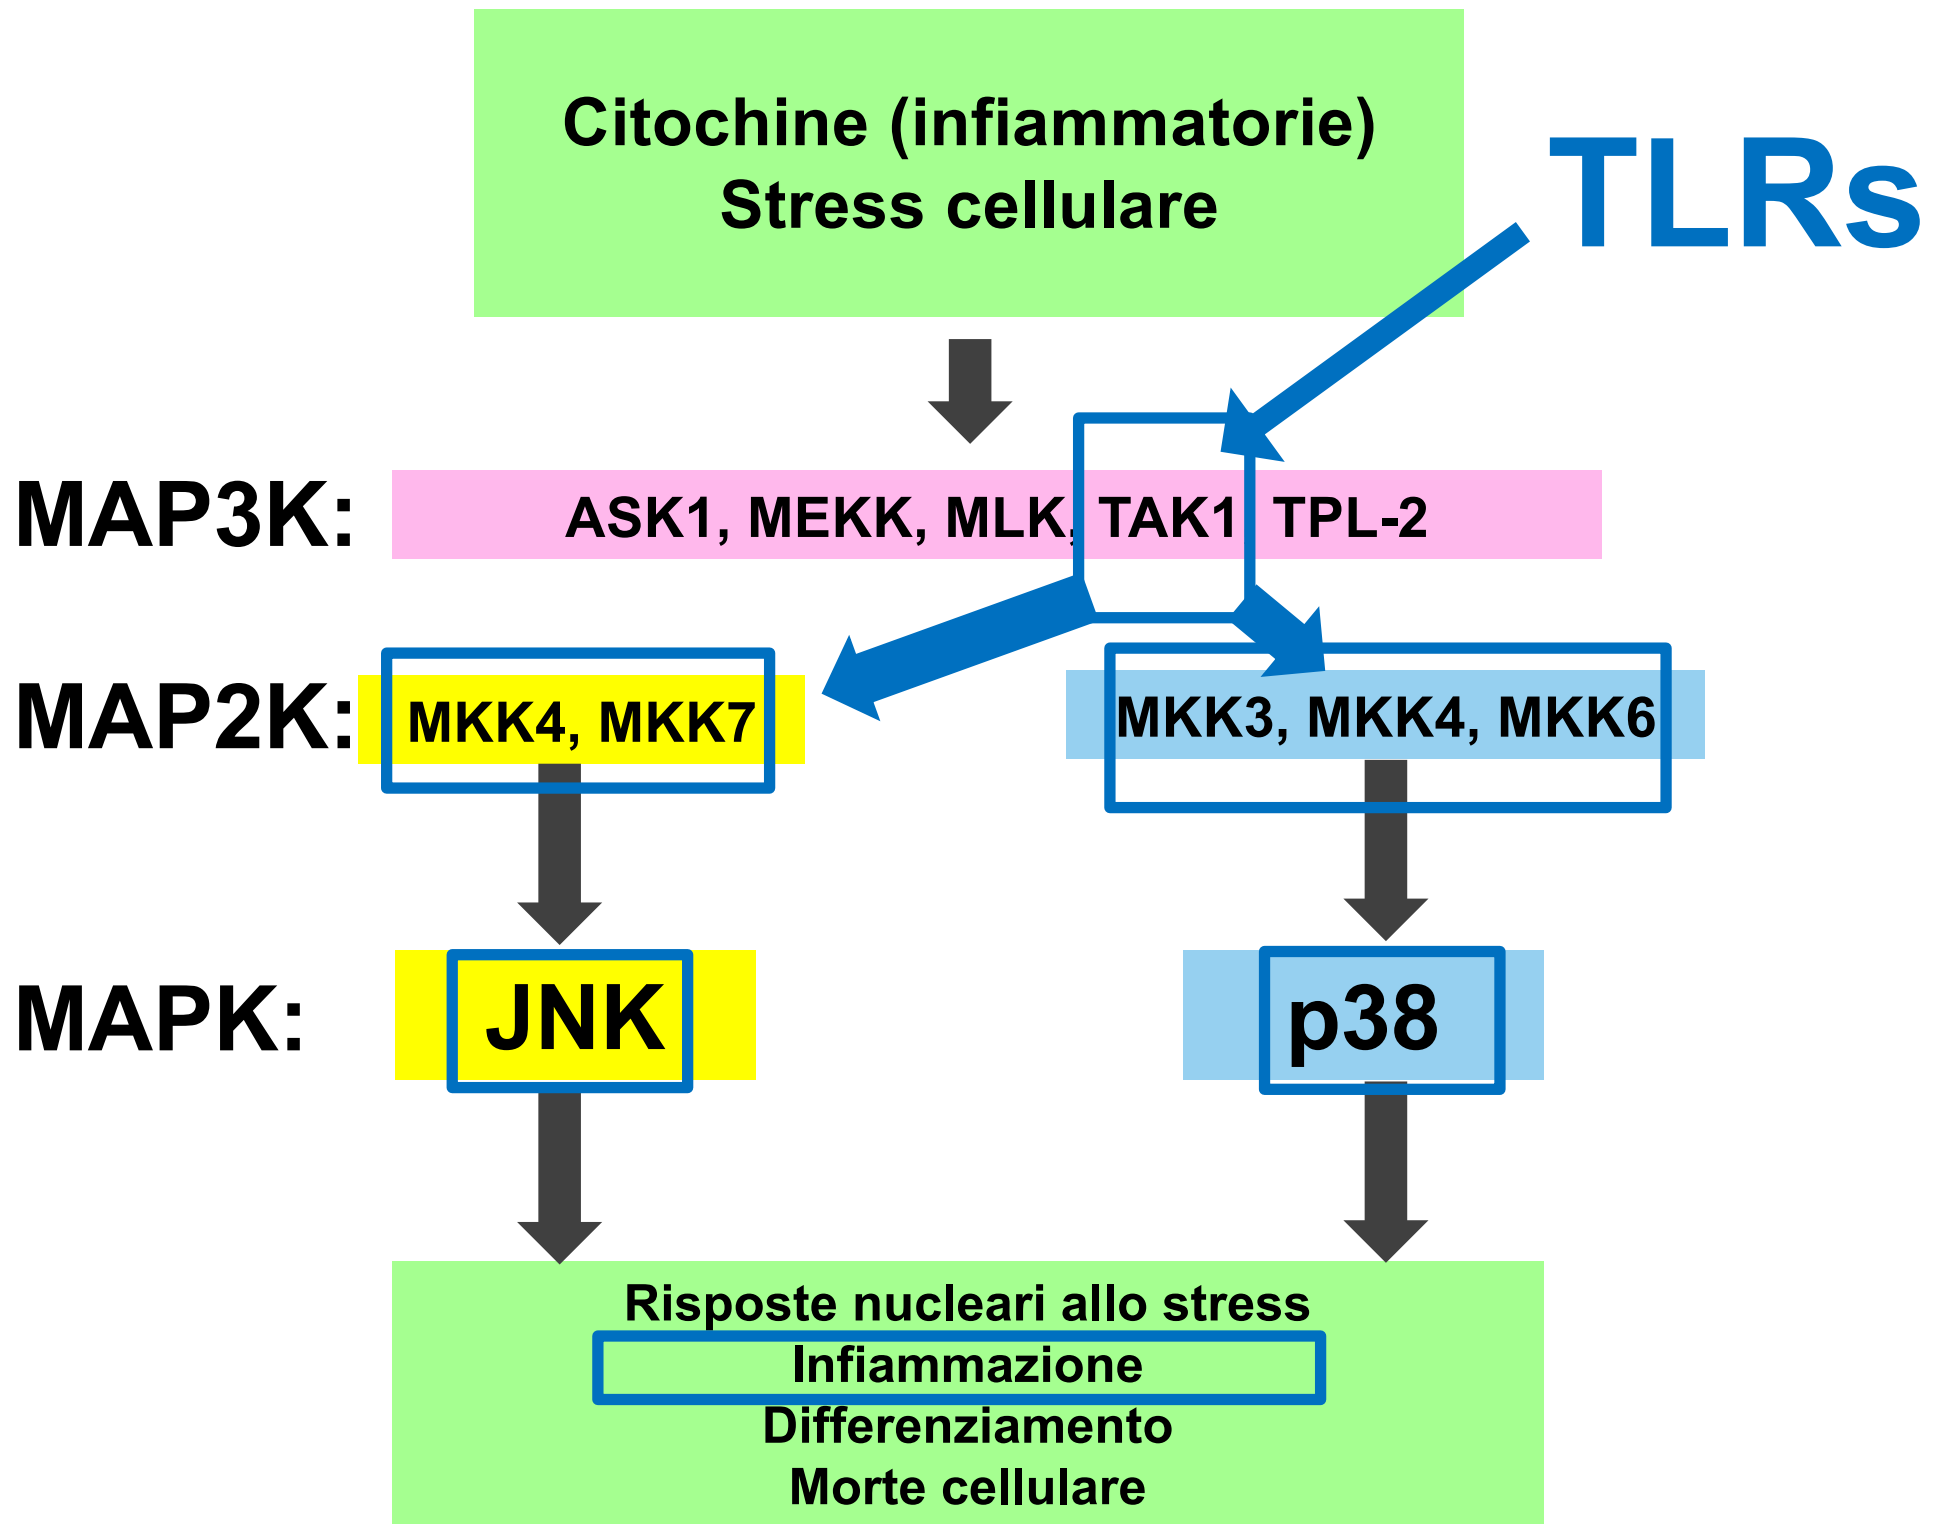 Citochine (infiammatorie)
Stress cellulare
TLRs
MAP3K:
ASK1, MEKK, MLK, TAK1 TPL-2
MAP2K:
MKK4, MKK7
MKK3, MKK4, MKK6
MAPK:
JNK
p38
Risposte nucleari allo stress
Infiammazione
Differenziamento
Morte cellulare